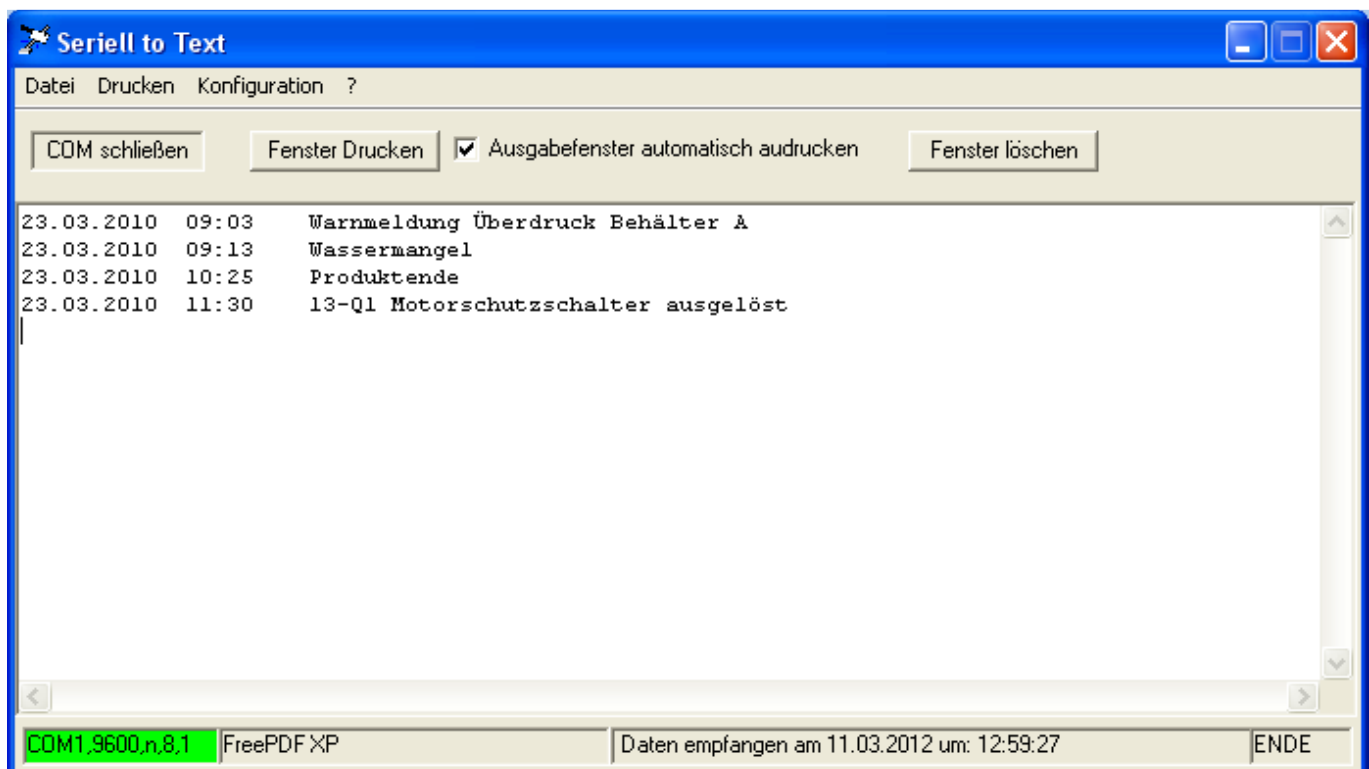 Seriell to Text
Datei Drucken Konfiguration ?
COM schließen Fenster Drucken Ausgabefenster automatisch audrucken Fenster löschen
23.03.2010 09:03 Warnmeldung Überdruck Behälter A
23.03.2010 09:13 Wassermangel
23.03.2010 10:25 Produktende
23.03.2010 11:30 13-Q1 Motorschutzschalter ausgelöst
COM1,9600,n,8,1 FreePDF XP Daten empfangen am 11.03.2012 um: 12:59:27 ENDE